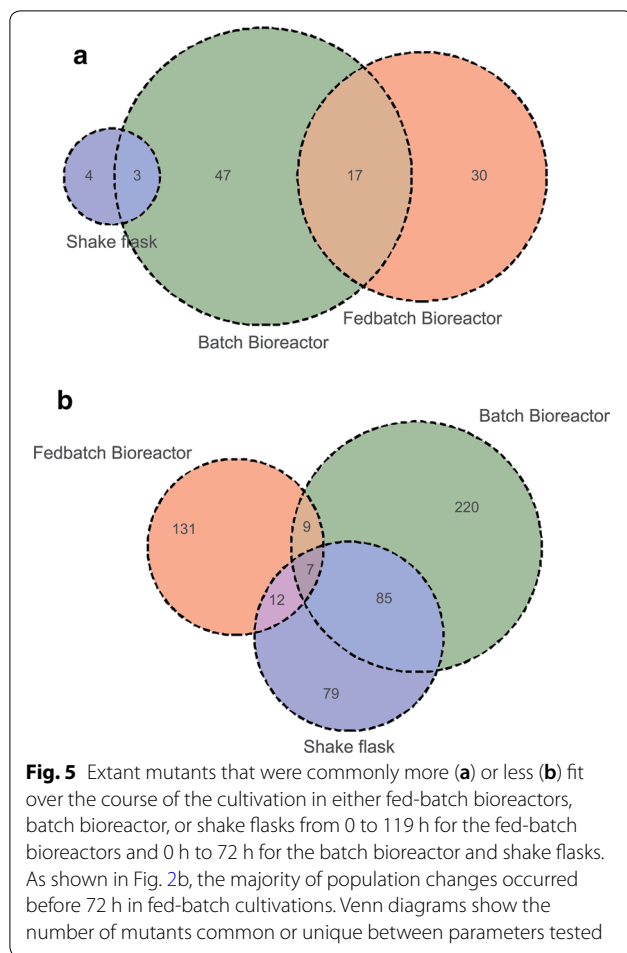 a
4
3
47
17
30
Shake flask
Fedbatch Bioreactor
Batch Bioreactor
b
Batch Bioreactor
Fedbatch Bioreactor
131
9
220
7
12
85
79
Shake flask
Fig. 5 Extant mutants that were commonly more (a) or less (b) fit
over the course of the cultivation in either fed-batch bioreactors,
batch bioreactor, or shake flasks from 0 to 119 h for the fed-batch
bioreactors and 0 h to 72 h for the batch bioreactor and shake flasks.
As shown in Fig. 2b, the majority of population changes occurred
before 72 h in fed-batch cultivations. Venn diagrams show the
number of mutants common or unique between parameters tested